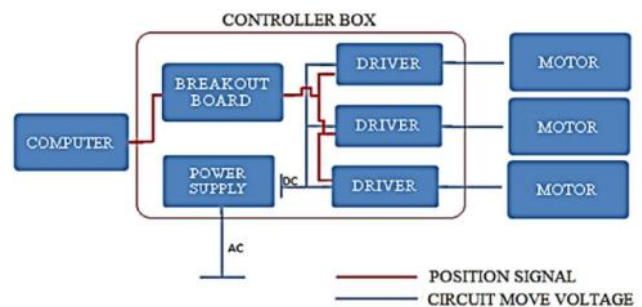 CONTROLLER BOX
DRIVER
MOTOR
BREAKOUT
BOARD
COMPUTER
DRIVER
MOTOR
POWER
SUPPLY
DC
DRIVER
MOTOR
AC
POSITION SIGNAL
CIRCUIT MOVE VOLTAGE